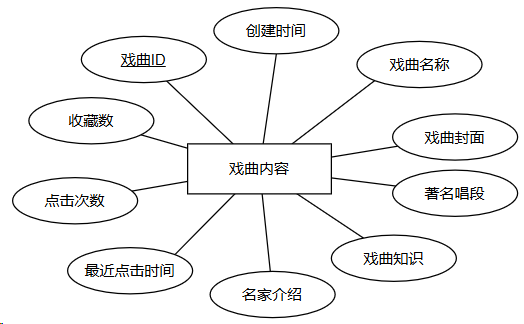 创建时间
戏曲ID
戏曲名称
收藏数
戏曲封面
戏曲内容
点击次数
著名唱段
最近点击时间
戏曲知识
名家介绍